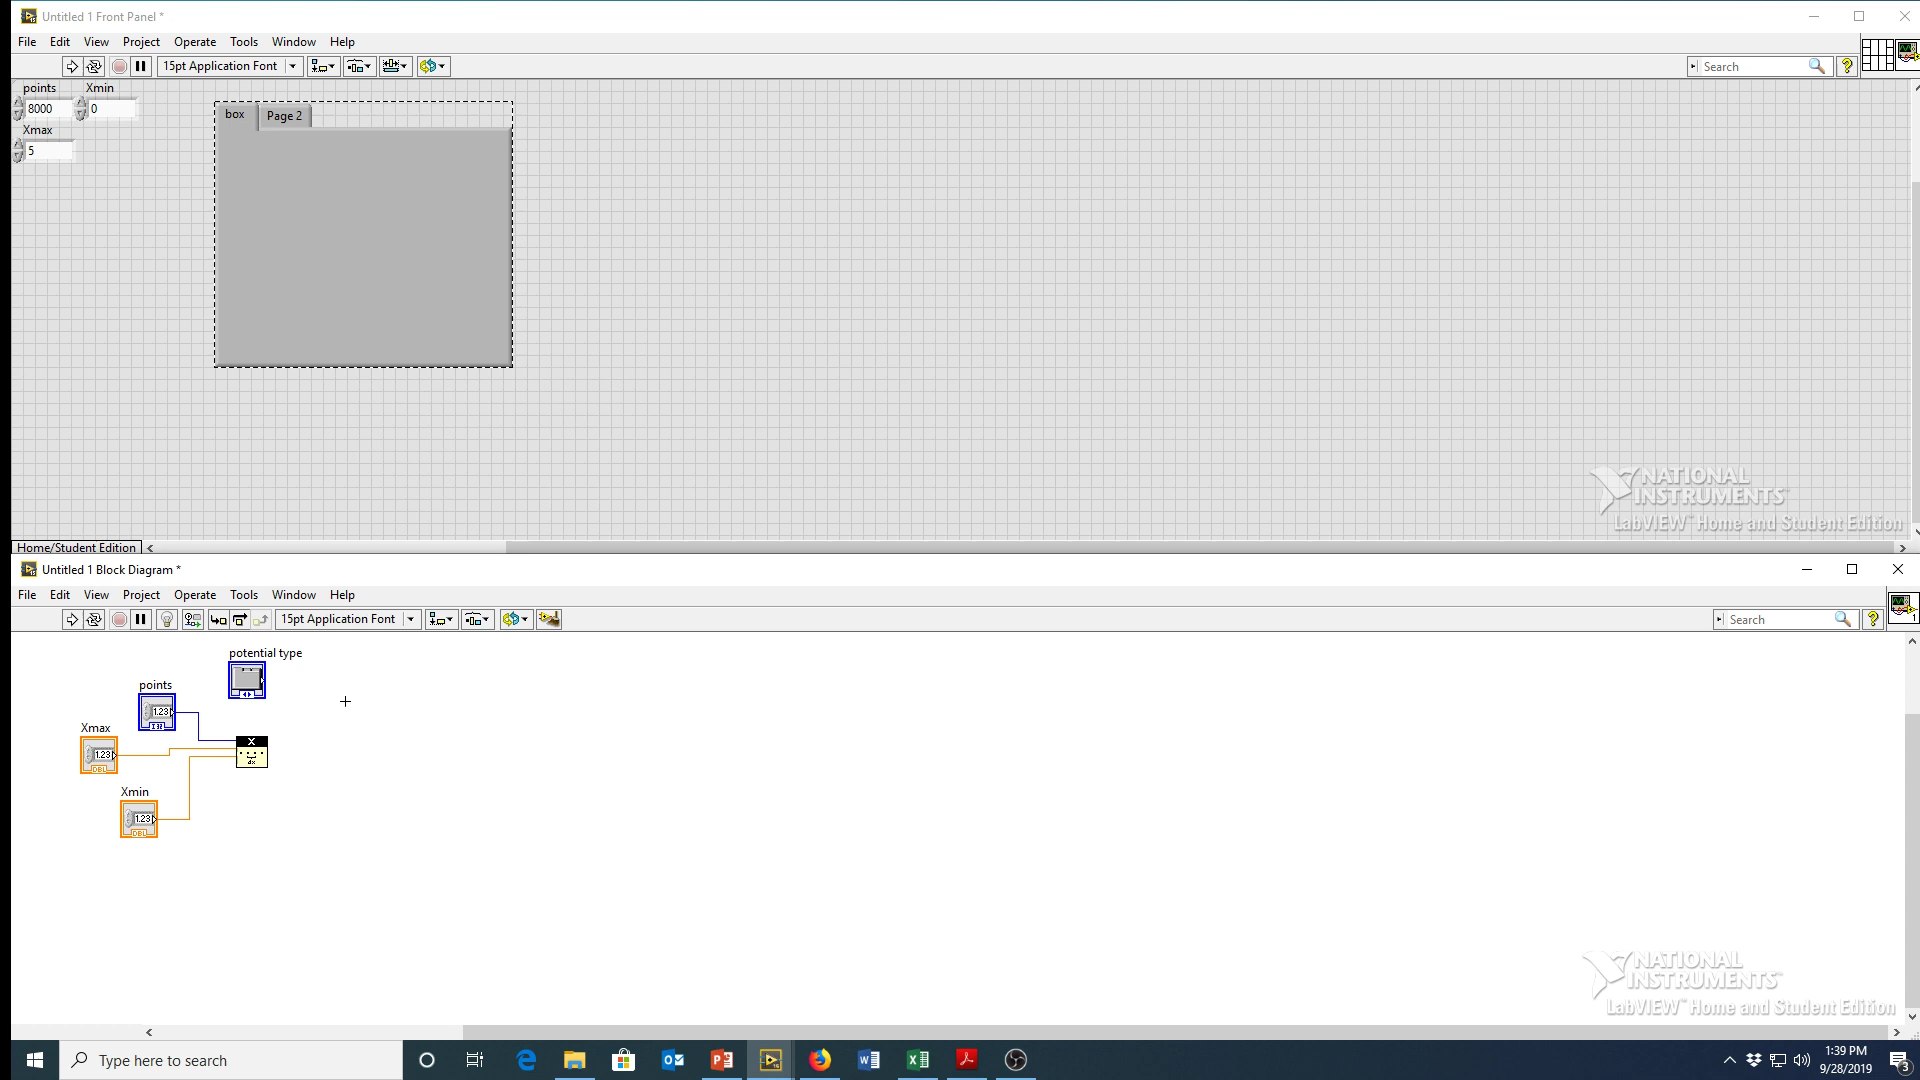 Untitled 1 Front Panel *
File Edit View Project Operate Tools Window Help
15pt Application Font
Search
points Xmin
8000 0
Xmax
5
box Page 2
NATIONAL
INSTRUMENTS
LabVIEW™ Home and Student Edition
Home/Student Edition
Untitled 1 Block Diagram *
File Edit View Project Operate Tools Window Help
15pt Application Font
Search
potential type
points
1.23
I32
Xmax
1.23
DBL
X
dx
Xmin
1.23
DBL
NATIONAL
INSTRUMENTS
LabVIEW™ Home and Student Edition
Type here to search
1:39 PM
9/28/2019
3